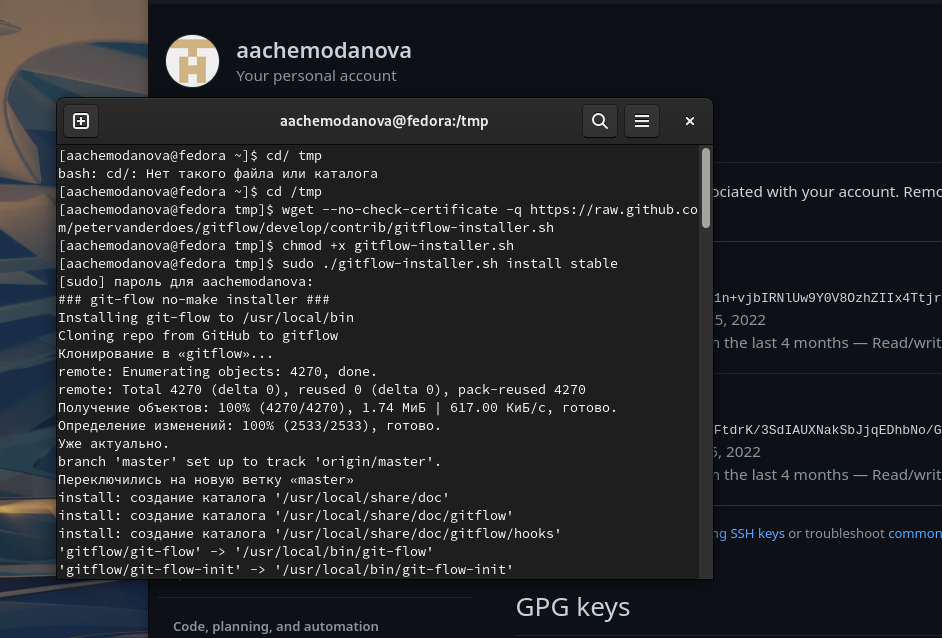 aachemodanova
Your personal account
aachemodanova@fedora:/tmp
[aachemodanova@fedora ~]$ cd/ tmp
bash: cd/: Нет такого файла или каталога
[aachemodanova@fedora ~]$ cd /tmp
[aachemodanova@fedora tmp]$ wget --no-check-certificate -q https://raw.github.co
m/petervanderdoes/gitflow/develop/contrib/gitflow-installer.sh
[aachemodanova@fedora tmp]$ chmod +x gitflow-installer.sh
[aachemodanova@fedora tmp]$ sudo ./gitflow-installer.sh install stable
[sudo] пароль для aachemodanova:
### git-flow no-make installer ###
Installing git-flow to /usr/local/bin
Cloning repo from GitHub to gitflow
Клонирование в «gitflow»...
remote: Enumerating objects: 4270, done.
remote: Total 4270 (delta 0), reused 0 (delta 0), pack-reused 4270
Получение объектов: 100% (4270/4270), 1.74 МиБ | 617.00 КиБ/с, готово.
Определение изменений: 100% (2533/2533), готово.
Уже актуально.
branch 'master' set up to track 'origin/master'.
Переключились на новую ветку «master»
install: создание каталога '/usr/local/share/doc'
install: создание каталога '/usr/local/share/doc/gitflow'
install: создание каталога '/usr/local/share/doc/gitflow/hooks'
'gitflow/git-flow' -> '/usr/local/bin/git-flow'
'gitflow/git-flow-init' -> '/usr/local/bin/git-flow-init'
ociated with your account. Remo
1n+vjbIRNlUw9Y0V8OzhZIIx4Ttjr
5, 2022
n the last 4 months — Read/writ
FtdrK/3SdIAUXNakSbJjqEDhbNo/G
5, 2022
n the last 4 months — Read/writ
ng SSH keys or troubleshoot common
GPG keys
Code, planning, and automation